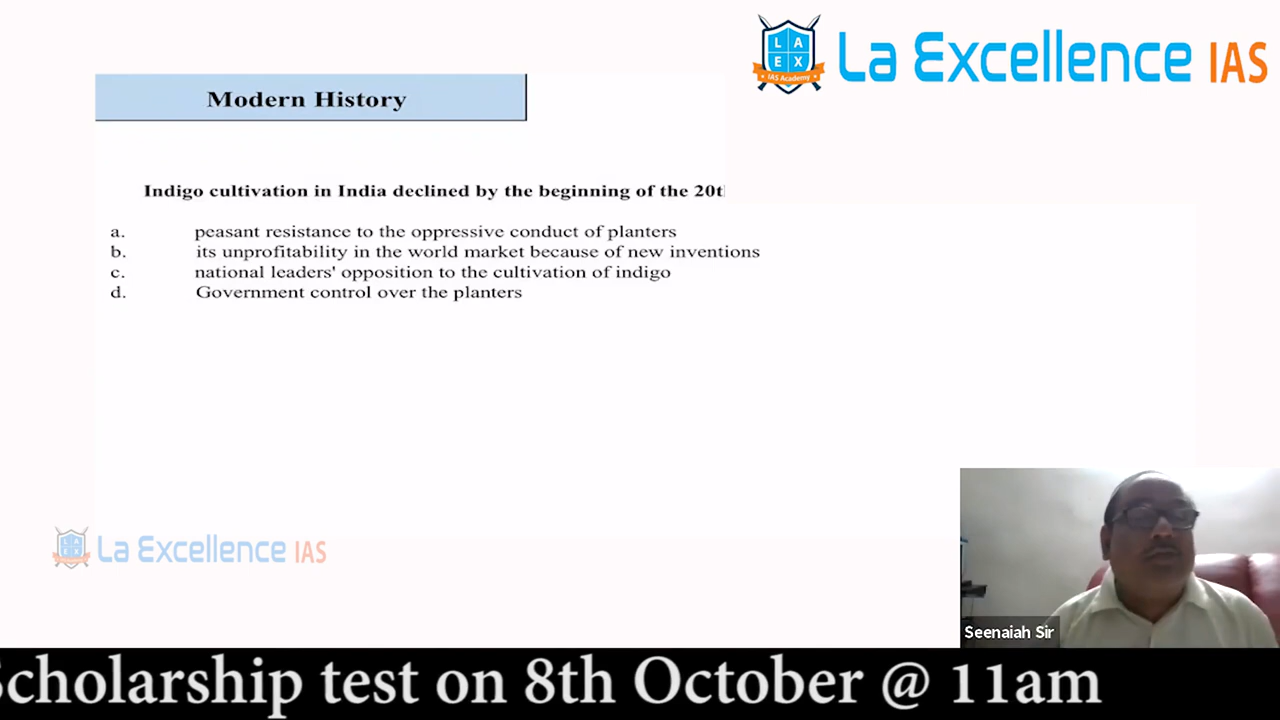 L A
E X
IAS Academy
La Excellence IAS
Modern History
Indigo cultivation in India declined by the beginning of the 20t
a. peasant resistance to the oppressive conduct of planters
b. its unprofitability in the world market because of new inventions
c. national leaders' opposition to the cultivation of indigo
d. Government control over the planters
L A
E X
La Excellence IAS
Seenaiah Sir
Scholarship test on 8th October @ 11am